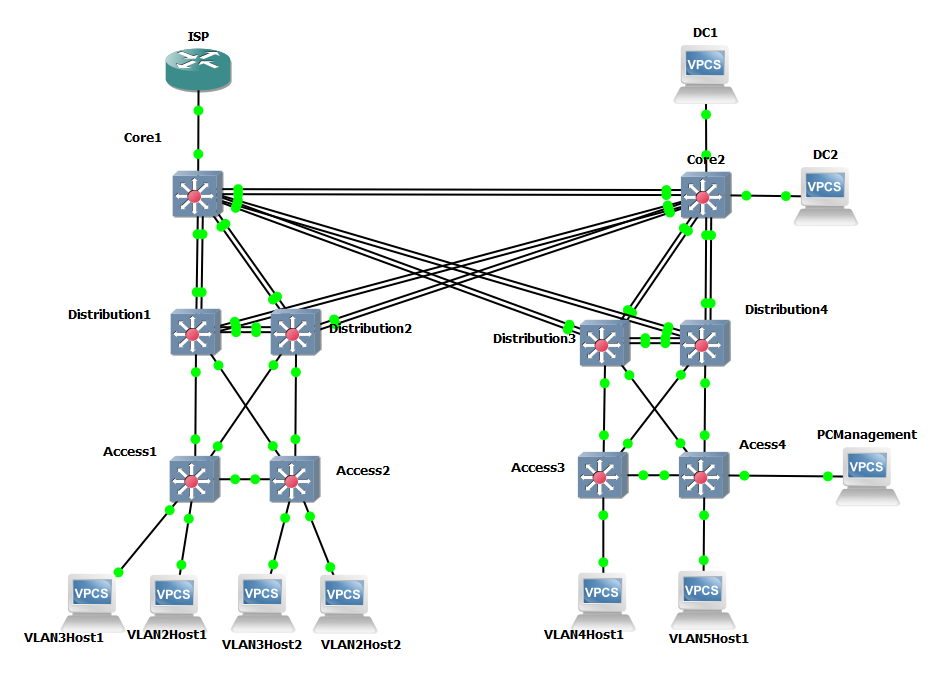 ISP
DC1
VPCS
Core1
Core2
DC2
VPCS
Distribution1
Distribution2
Distribution3
Distribution4
Access1
Access2
Access3
Acess4
PCManagement
VPCS
VPCS
VPCS
VPCS
VPCS
VPCS
VPCS
VLAN3Host1
VLAN2Host1
VLAN3Host2
VLAN2Host2
VLAN4Host1
VLAN5Host1